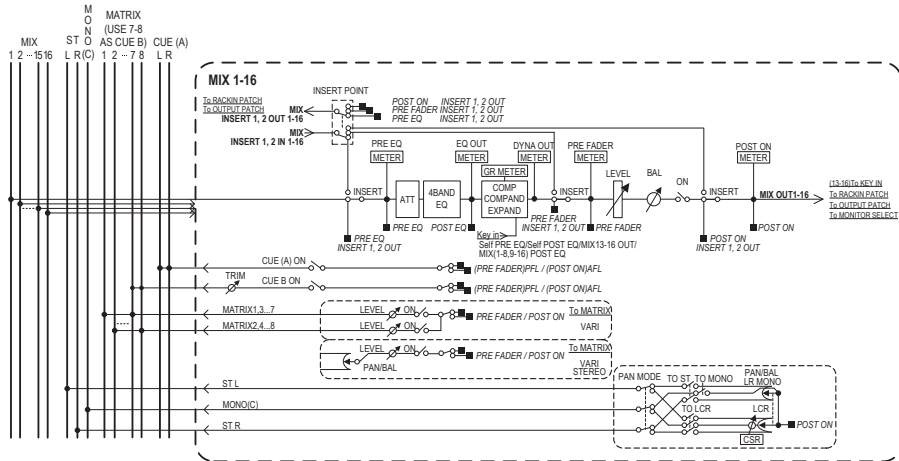 MONO(C)
MATRIX
(USE 7-8
AS CUE B)
MIX
ST
CUE (A)
1 2 ··· 15 16
L R
1 2 ··· 7 8
L R
MIX 1-16
INSERT POINT
To RACKIN PATCH
To OUTPUT PATCH
MIX
INSERT 1, 2 OUT 1-16
POST ON INSERT 1, 2 OUT
PRE FADER INSERT 1, 2 OUT
PRE EQ INSERT 1, 2 OUT
MIX
INSERT 1, 2 IN 1-16
PRE EQ
METER
EQ OUT
METER
DYNA OUT
METER
PRE FADER
METER
POST ON
METER
GR METER
LEVEL
BAL
ON
INSERT
ATT
4BAND
EQ
COMP
COMPAND
EXPAND
INSERT
INSERT
MIX OUT1-16
(13-16)To KEY IN
To RACKIN PATCH
To OUTPUT PATCH
To MONITOR SELECT
PRE EQ
INSERT 1, 2 OUT
PRE EQ
POST EQ
PRE FADER
INSERT 1, 2 OUT
PRE FADER
POST ON
INSERT 1, 2 OUT
POST ON
Key in
Self PRE EQ/Self POST EQ/MIX13-16 OUT/
MIX(1-8,9-16) POST EQ
CUE (A) ON
(PRE FADER)PFL / (POST ON)AFL
TRIM
CUE B ON
(PRE FADER)PFL / (POST ON)AFL
MATRIX1,3...7
LEVEL
ON
PRE FADER / POST ON
To MATRIX
VARI
MATRIX2,4...8
LEVEL
ON
LEVEL
ON
PAN/BAL
PRE FADER / POST ON
To MATRIX
VARI
STEREO
ST L
MONO(C)
ST R
PAN MODE
TO ST
TO MONO
PAN/BAL
LR MONO
TO LCR
LCR
CSR
POST ON